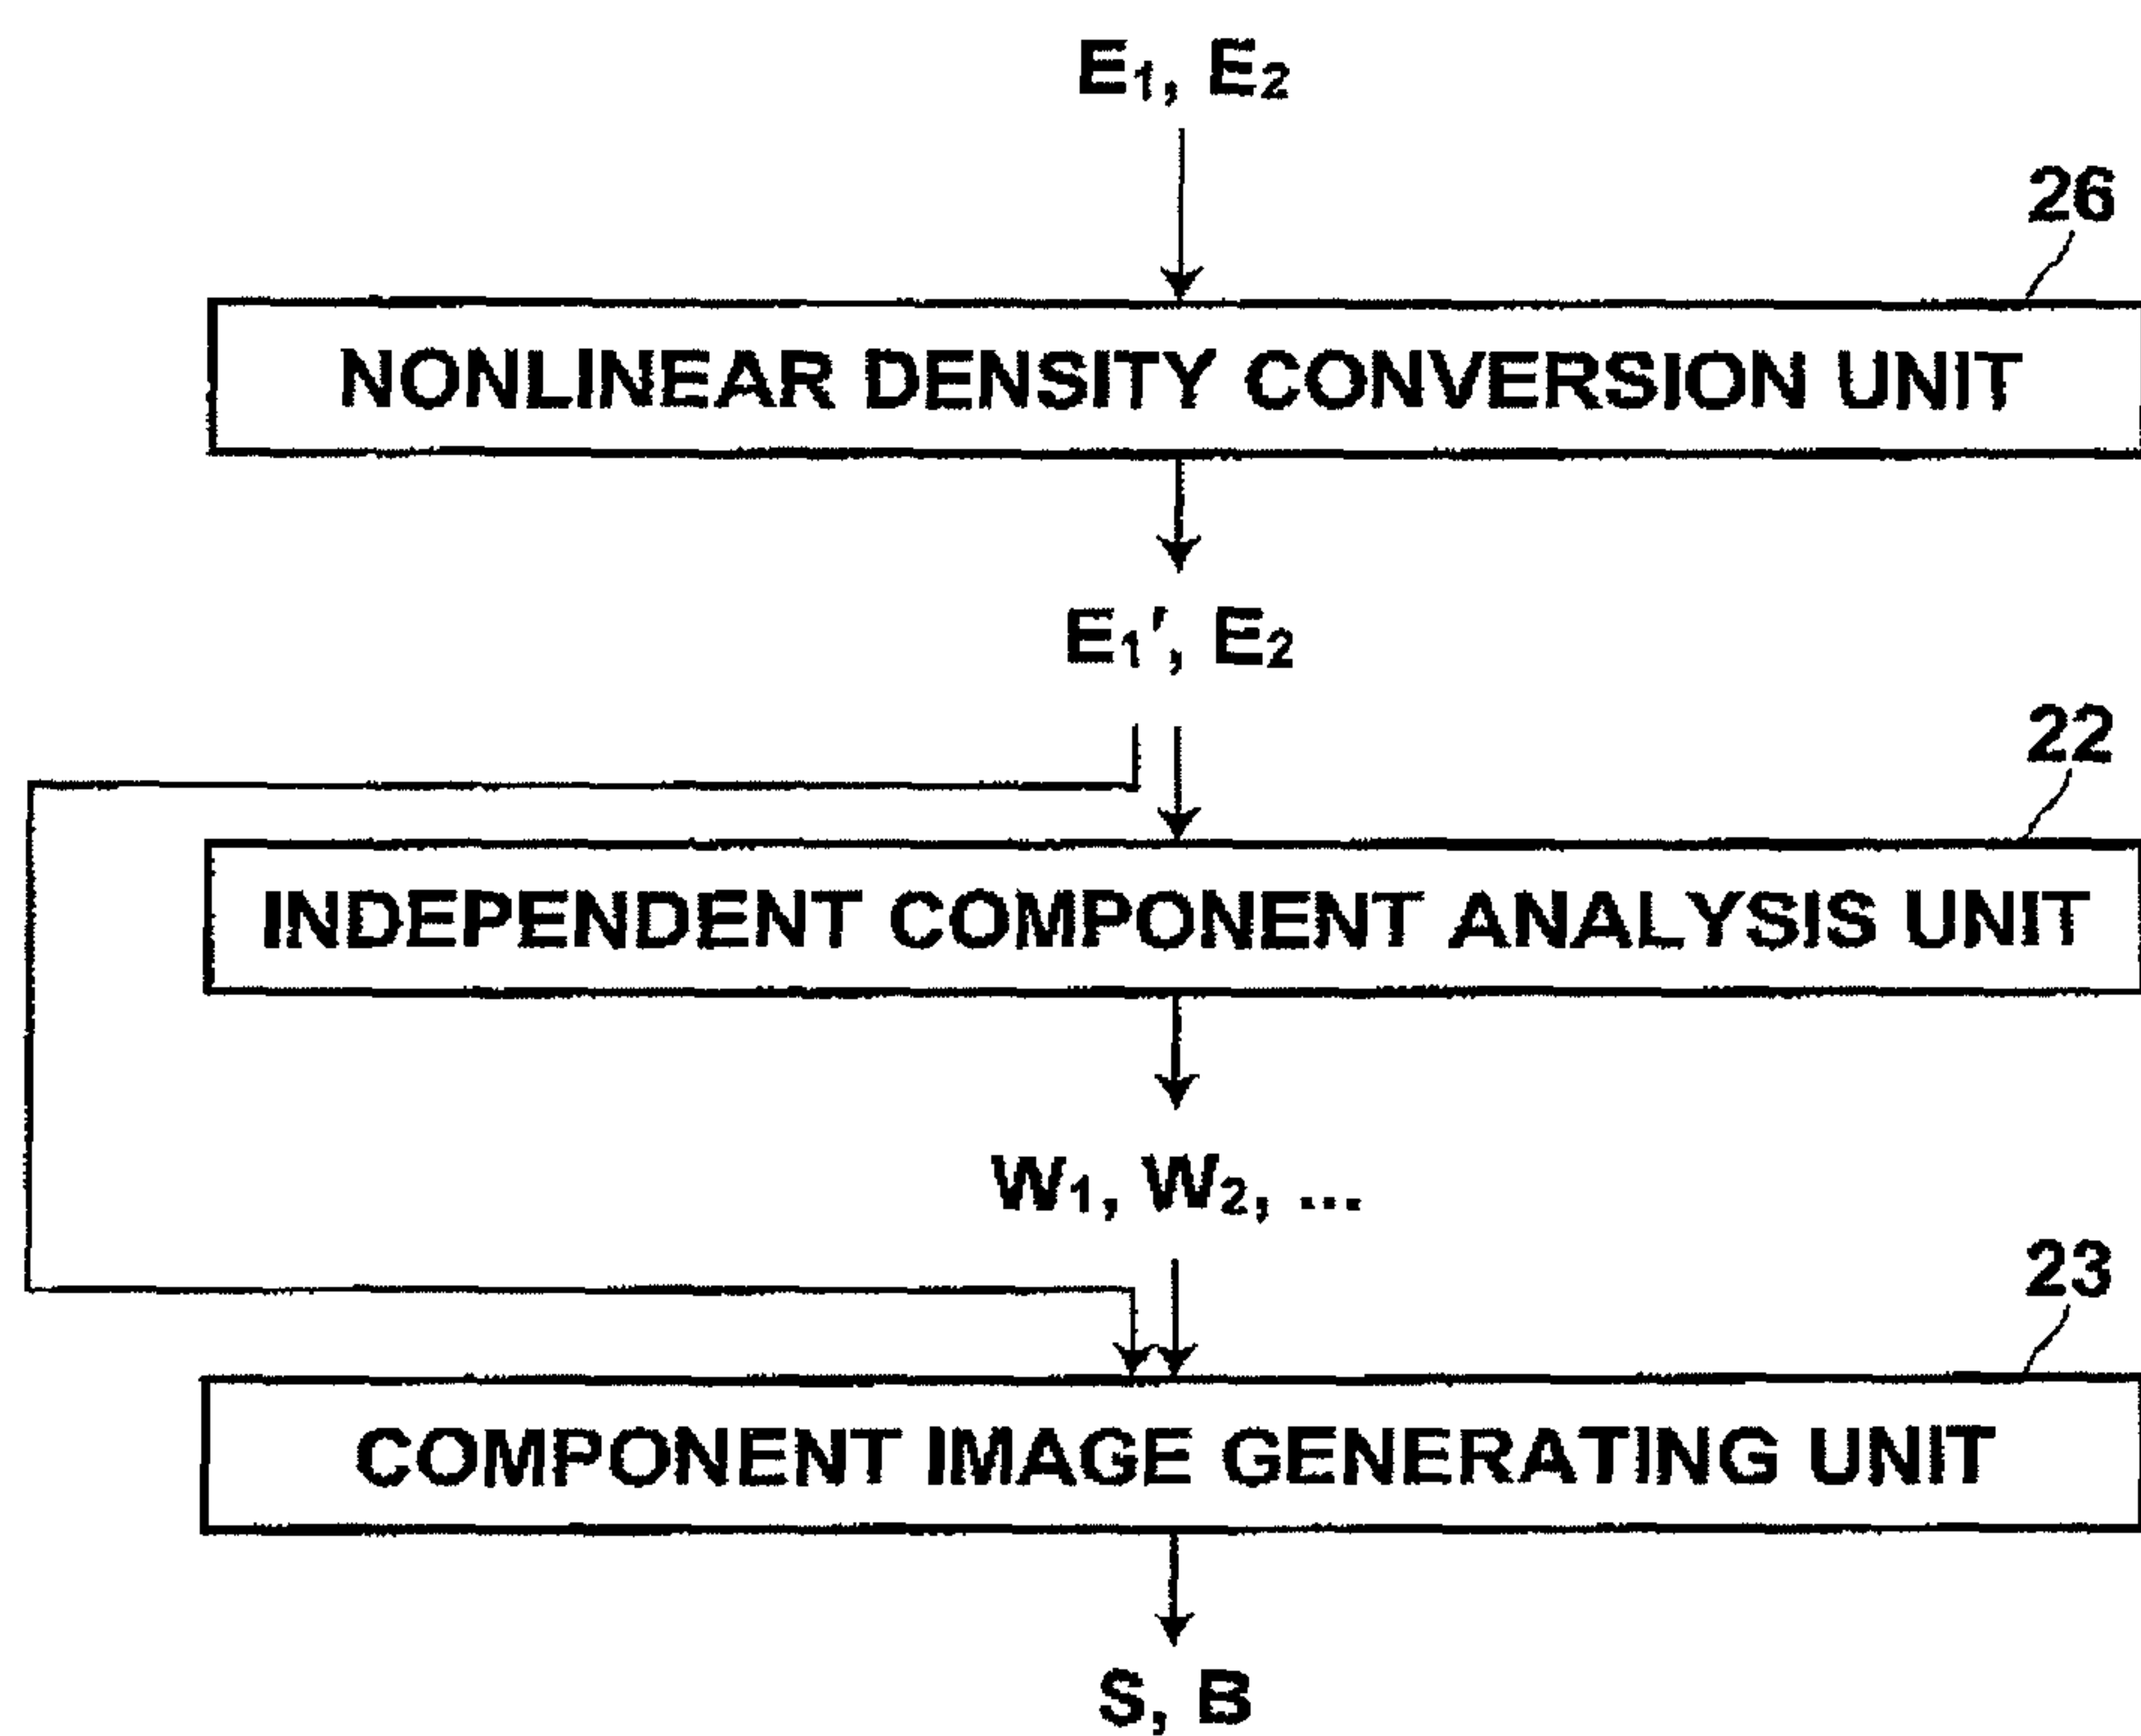 E₁, E₂
26
NONLINEAR DENSITY CONVERSION UNIT
E₁′, E₂
22
INDEPENDENT COMPONENT ANALYSIS UNIT
W₁, W₂, ...
23
COMPONENT IMAGE GENERATING UNIT
S, B